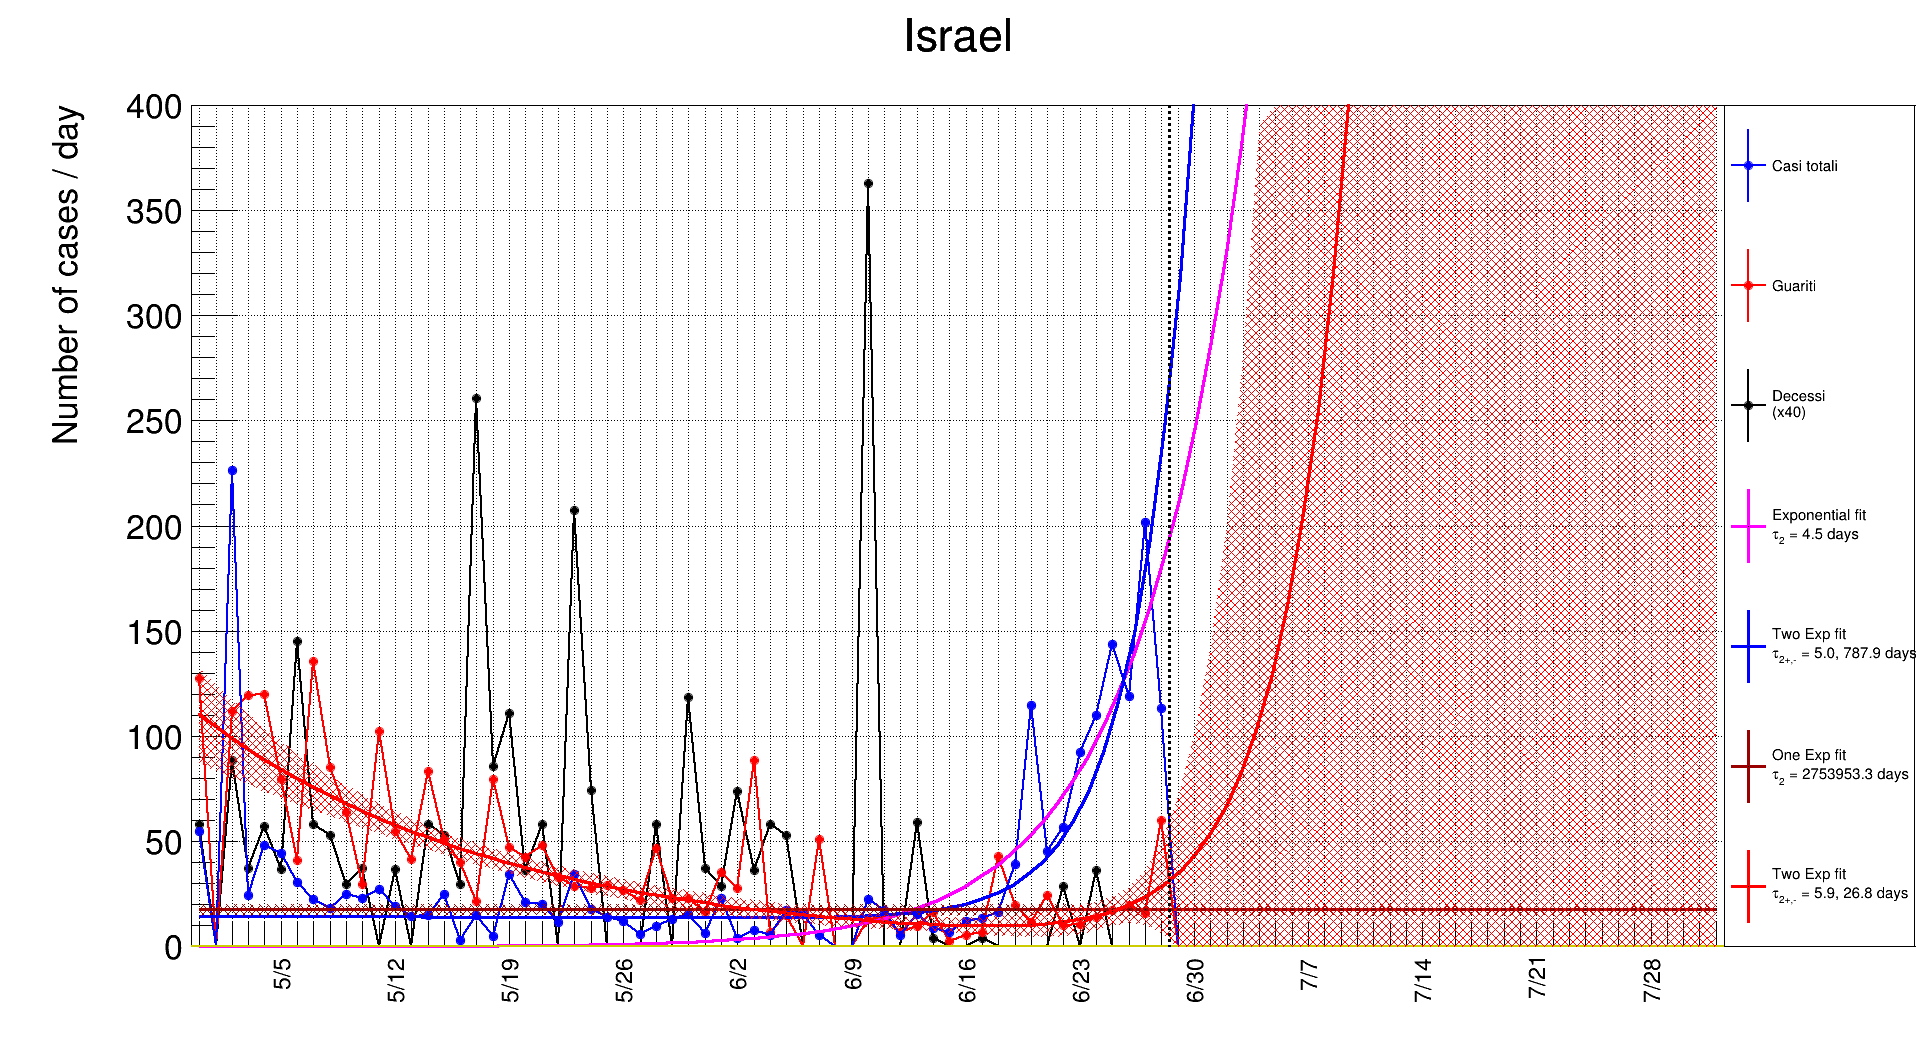 Israel
Number of cases / day
400
350
300
250
200
150
100
50
0
5/5
5/12
5/19
5/26
6/2
6/9
6/16
6/23
6/30
7/7
7/14
7/21
7/28
Casi totali
Guariti
Decessi
(x40)
Exponential fit
τ2 = 4.5 days
Two Exp fit
τ2+,- = 5.0, 787.9 days
One Exp fit
τ2 = 2753953.3 days
Two Exp fit
τ2+,- = 5.9, 26.8 days